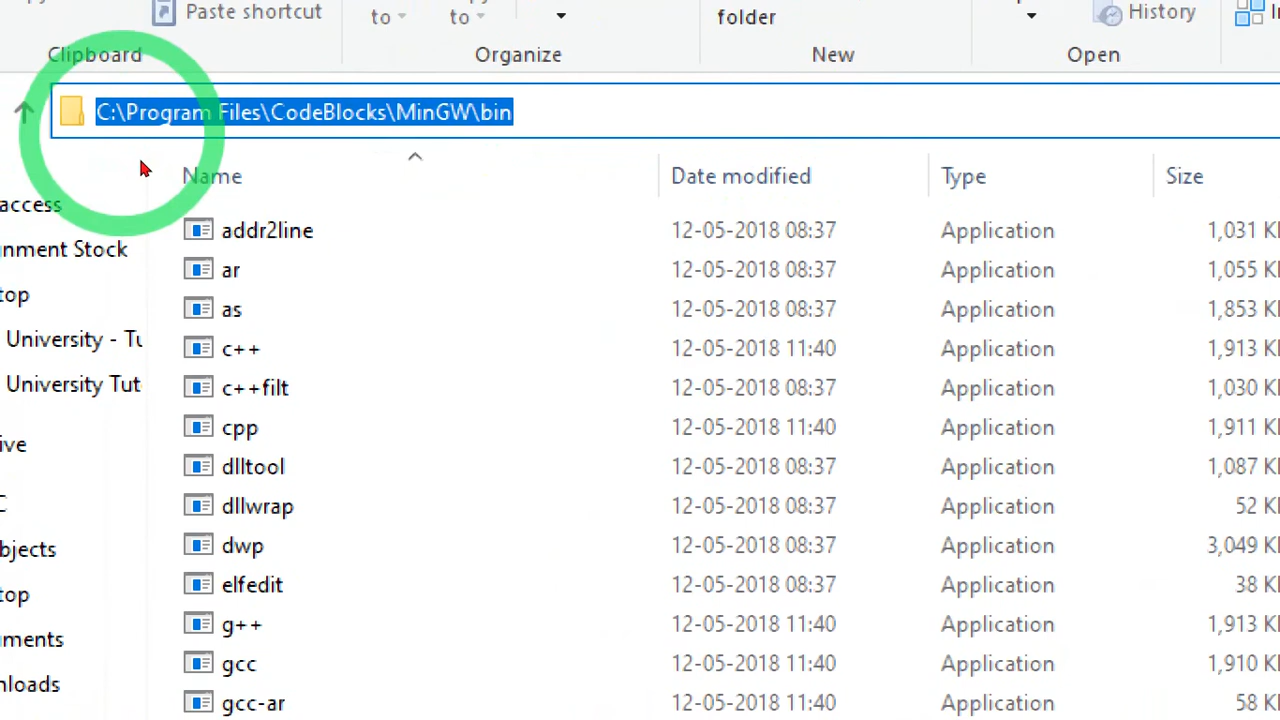 Paste shortcut
to
to
folder
History
Clipboard
Organize
New
Open
C:\Program Files\CodeBlocks\MinGW\bin
Name Date modified Type Size
access
addr2line 12-05-2018 08:37 Application 1,031
nment Stock
ar 12-05-2018 08:37 Application 1,055
top
as 12-05-2018 08:37 Application 1,853
University - Tu
c++ 12-05-2018 11:40 Application 1,913
University Tut
c++filt 12-05-2018 08:37 Application 1,030
ive
cpp 12-05-2018 11:40 Application 1,911
dlltool 12-05-2018 08:37 Application 1,087
dllwrap 12-05-2018 08:37 Application 52
bjects
dwp 12-05-2018 08:37 Application 3,049
top
elfedit 12-05-2018 08:37 Application 38
uments
g++ 12-05-2018 11:40 Application 1,913
nloads
gcc 12-05-2018 11:40 Application 1,910
gcc-ar 12-05-2018 11:40 Application 58